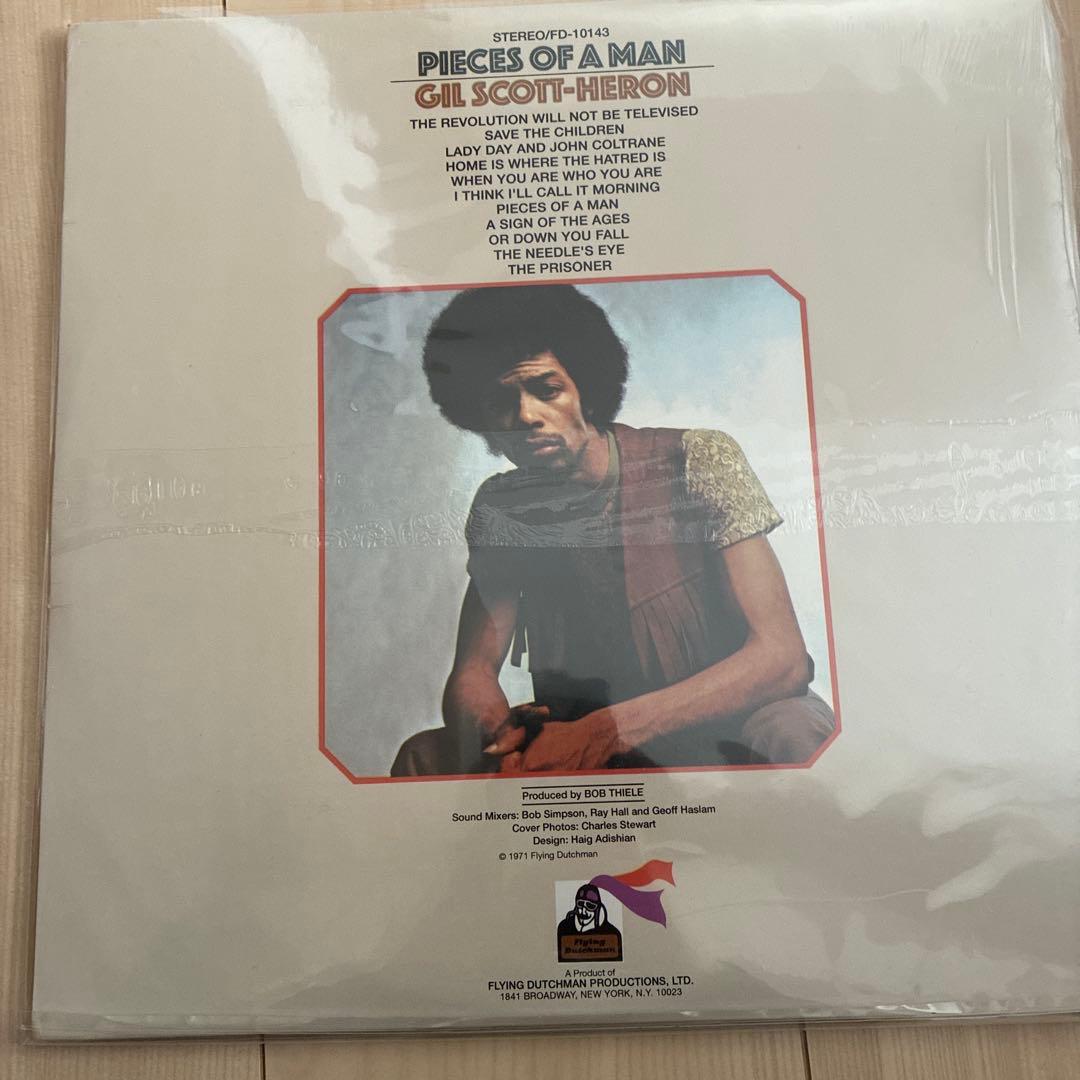 STEREO/FD-10143
PIECES OF A MAN
GIL SCOTT-HERON
THE REVOLUTION WILL NOT BE TELEVISED
SAVE THE CHILDREN
LADY DAY AND JOHN COLTRANE
HOME IS WHERE THE HATRED IS
WHEN YOU ARE WHO YOU ARE
I THINK I'LL CALL IT MORNING
PIECES OF A MAN
A SIGN OF THE AGES
OR DOWN YOU FALL
THE NEEDLE'S EYE
THE PRISONER
Produced by BOB THIELE
Sound Mixers: Bob Simpson, Ray Hall and Geoff Haslam
Cover Photos: Charles Stewart
Design: Haig Adishian
© 1971 Flying Dutchman
Flying
Dutchman
A Product of
FLYING DUTCHMAN PRODUCTIONS, LTD.
1841 BROADWAY, NEW YORK, N.Y. 10023